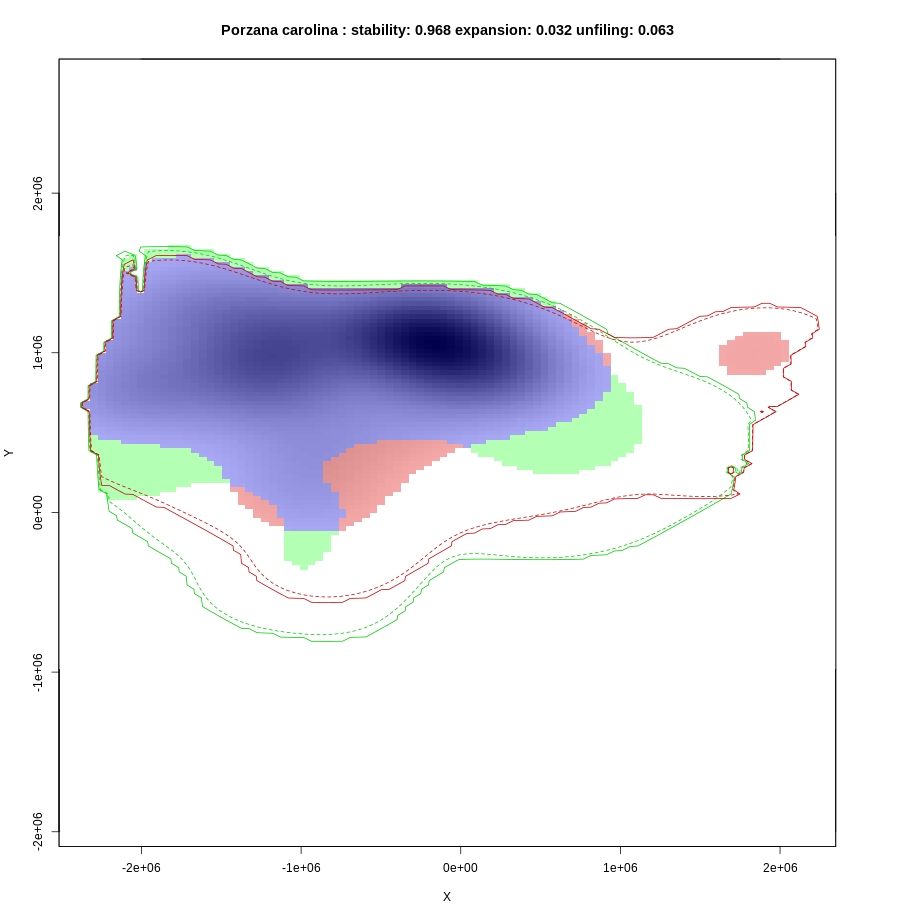 Porzana carolina : stability: 0.968 expansion: 0.032 unfiling: 0.063
2e+06
1e+06
0e+00
-1e+06
-2e+06
Y
-2e+06 -1e+06 0e+00 1e+06 2e+06
X